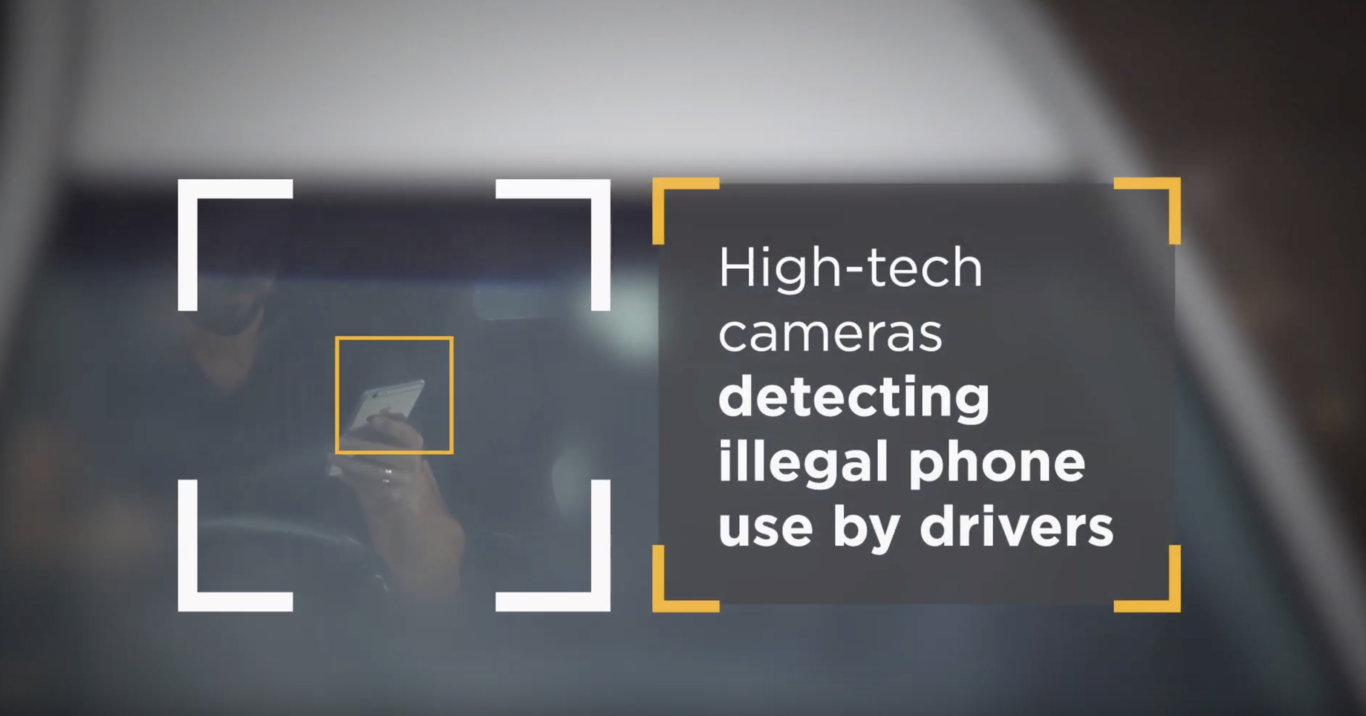 High-tech
cameras
detecting
illegal phone
use by drivers